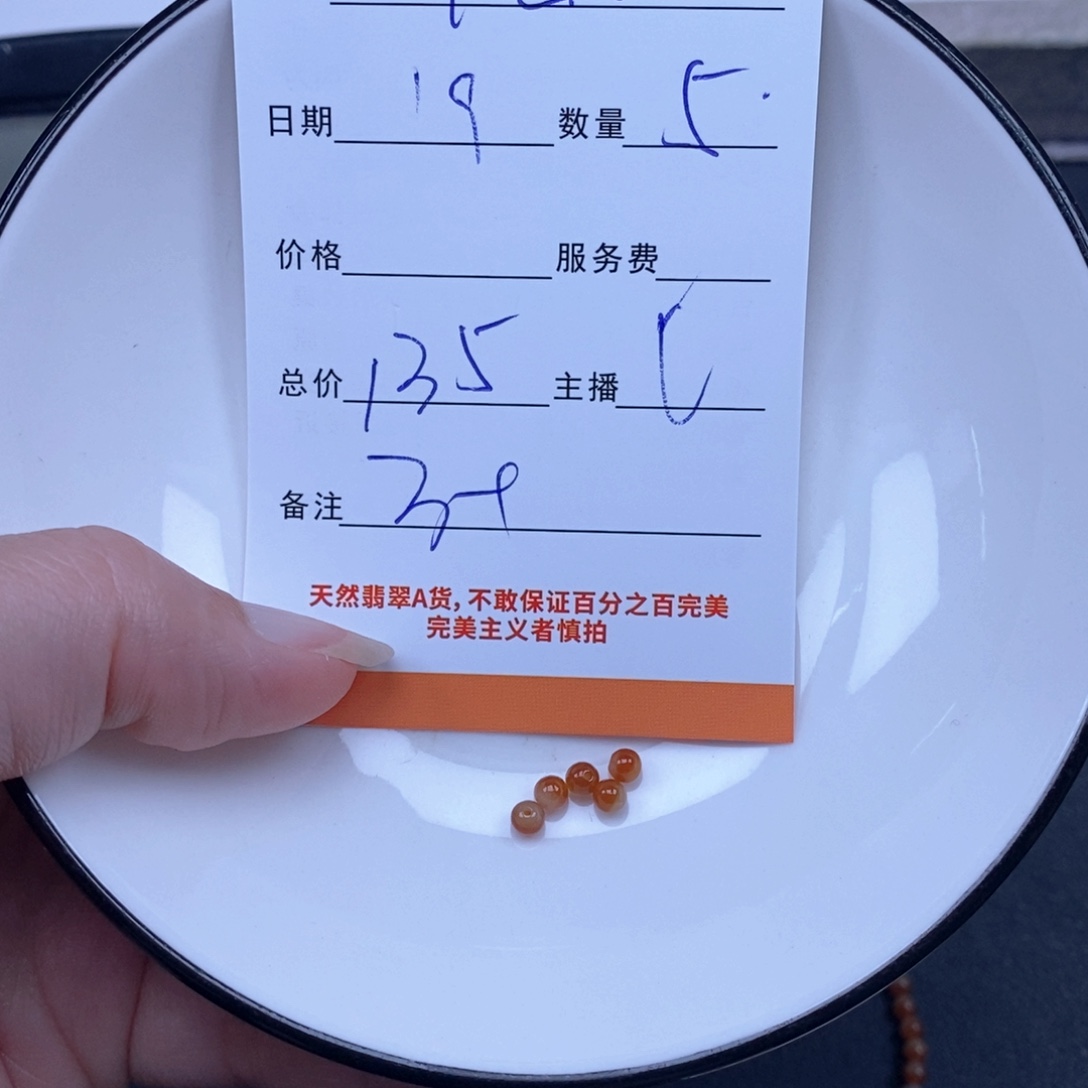 日期 19 数量 5.
价格 服务费
总价 135 主播
备注
天然翡翠A货,不敢保证百分之百完美
完美主义者慎拍